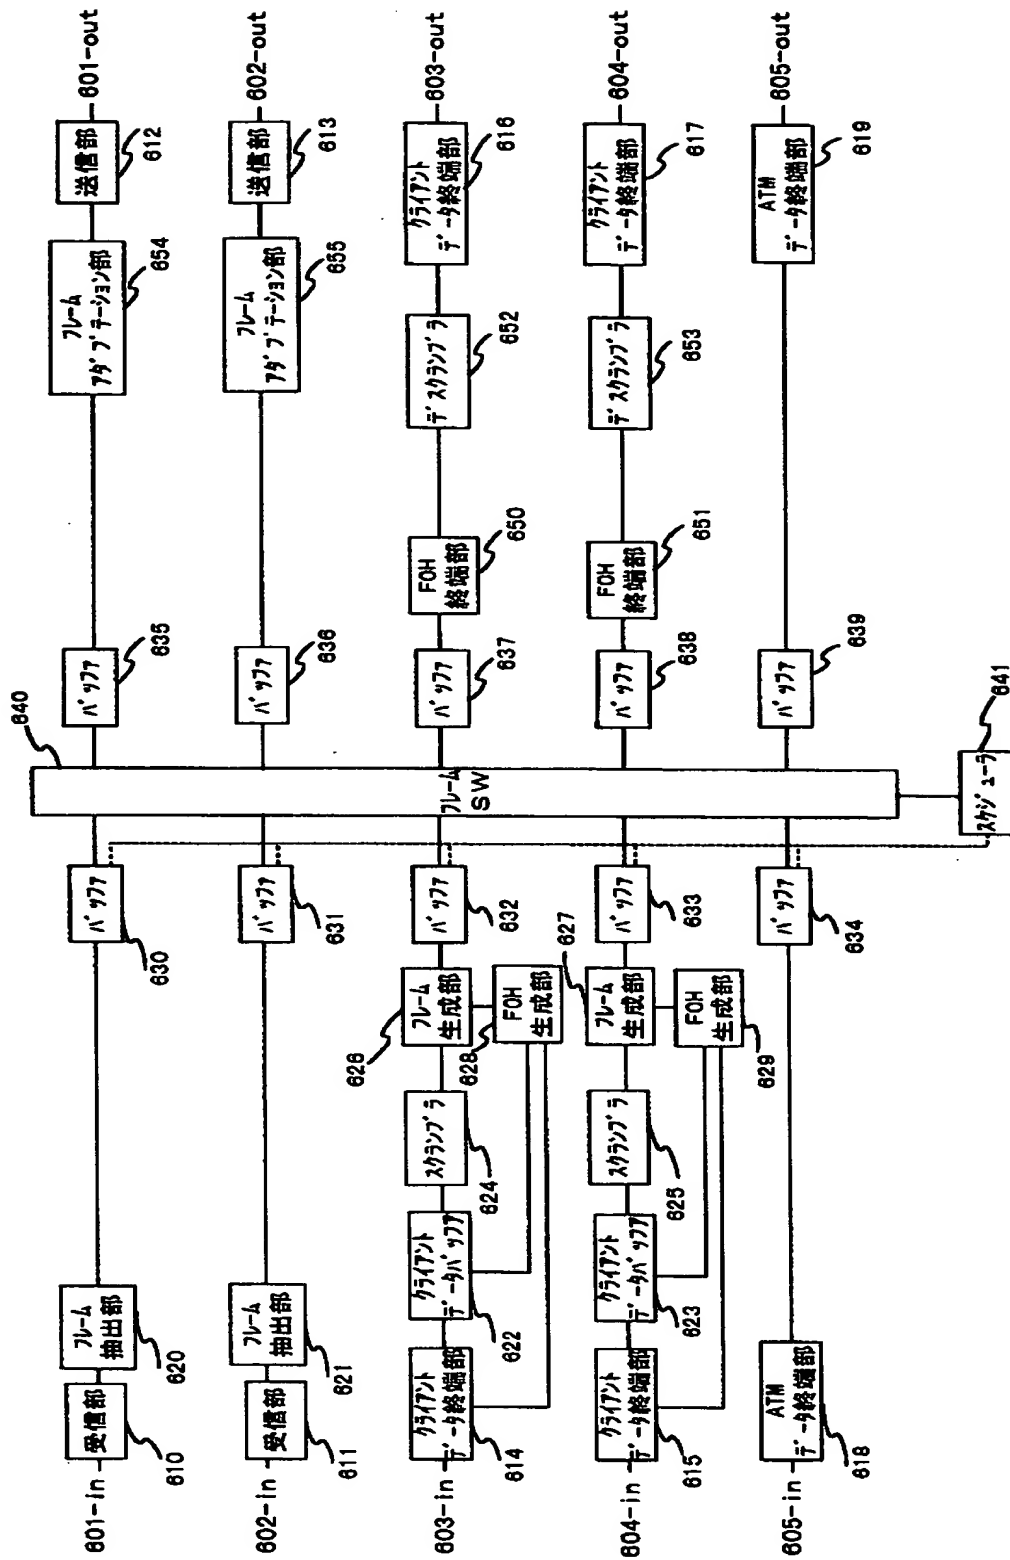 601-in
受信部
610
フレーム
抽出部
620
バッファ
630
640
バッファ
635
フレーム
アダプテーション部
654
送信部
612
601-out
602-in
受信部
611
フレーム
抽出部
621
バッファ
631
バッファ
636
フレーム
アダプテーション部
655
送信部
613
602-out
603-in
クライアント
データ終端部
614
クライアント
データバッファ
622
スクランブラ
624
フレーム
生成部
626
FOH
生成部
628
バッファ
632
フレーム
SW
バッファ
637
FOH
終端部
650
デスクランブラ
652
クライアント
データ終端部
616
603-out
604-in
クライアント
データ終端部
615
クライアント
データバッファ
623
スクランブラ
625
フレーム
生成部
627
FOH
生成部
629
バッファ
633
バッファ
638
FOH
終端部
651
デスクランブラ
653
クライアント
データ終端部
617
604-out
605-in
ATM
データ終端部
618
バッファ
634
バッファ
639
ATM
データ終端部
619
605-out
スケジューラ
641